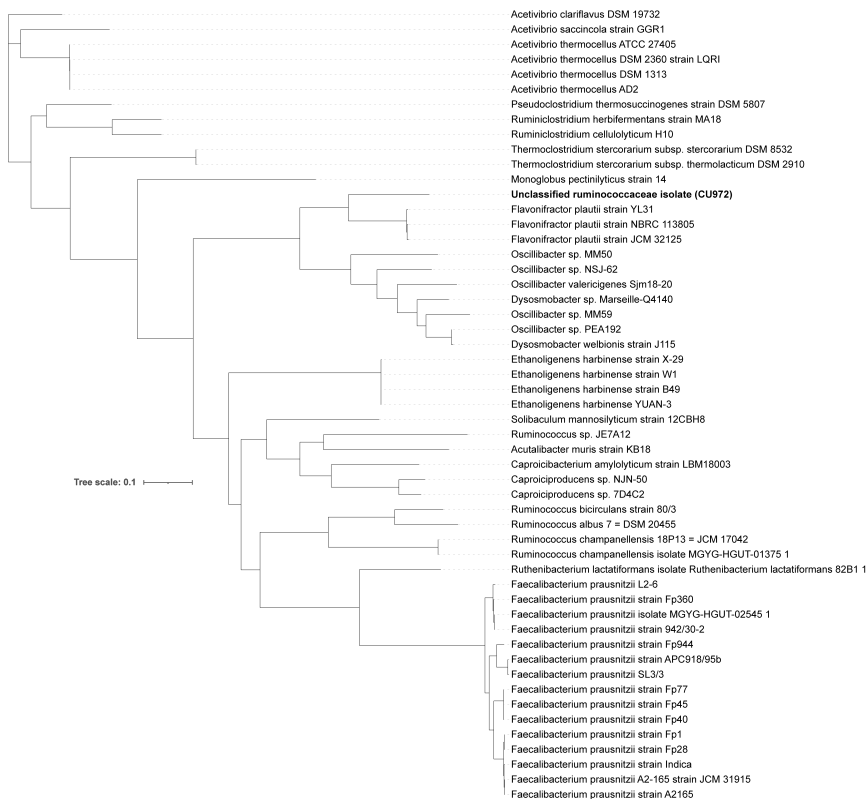 Acetivibrio clariflavus DSM 19732
Acetivibrio saccincola strain GGR1
Acetivibrio thermocellus ATCC 27405
Acetivibrio thermocellus DSM 2360 strain LQRI
Acetivibrio thermocellus DSM 1313
Acetivibrio thermocellus AD2
Pseudoclostridium thermosuccinogenes strain DSM 5807
Ruminiclostridium herbifermentans strain MA18
Ruminiclostridium cellulolyticum H10
Thermoclostridium stercorarium subsp. stercorarium DSM 8532
Thermoclostridium stercorarium subsp. thermolacticum DSM 2910
Monoglobus pectinilyticus strain 14
Unclassified ruminococcaceae isolate (CU972)
Flavonifractor plautii strain YL31
Flavonifractor plautii strain NBRC 113805
Flavonifractor plautii strain JCM 32125
Oscillibacter sp. MM50
Oscillibacter sp. NSJ-62
Oscillibacter valericigenes Sjm18-20
Dysosmobacter sp. Marseille-Q4140
Oscillibacter sp. MM59
Oscillibacter sp. PEA192
Dysosmobacter welbionis strain J115
Ethanoligenens harbinense strain X-29
Ethanoligenens harbinense strain W1
Ethanoligenens harbinense strain B49
Ethanoligenens harbinense YUAN-3
Solibaculum mannosilyticum strain 12CBH8
Ruminococcus sp. JE7A12
Acutalibacter muris strain KB18
Caproicibacterium amylolyticum strain LBM18003
Caproiciproducens sp. NJN-50
Tree scale: 0.1
Caproiciproducens sp. 7D4C2
Ruminococcus bicirculans strain 80/3
Ruminococcus albus 7 = DSM 20455
Ruminococcus champanellensis 18P13 = JCM 17042
Ruminococcus champanellensis isolate MGYG-HGUT-01375 1
Ruthenibacterium lactatiformans isolate Ruthenibacterium lactatiformans 82B1 1
Faecalibacterium prausnitzii L2-6
Faecalibacterium prausnitzii strain Fp360
Faecalibacterium prausnitzii isolate MGYG-HGUT-02545 1
Faecalibacterium prausnitzii strain 942/30-2
Faecalibacterium prausnitzii strain Fp944
Faecalibacterium prausnitzii strain APC918/95b
Faecalibacterium prausnitzii SL3/3
Faecalibacterium prausnitzii strain Fp77
Faecalibacterium prausnitzii strain Fp45
Faecalibacterium prausnitzii strain Fp40
Faecalibacterium prausnitzii strain Fp1
Faecalibacterium prausnitzii strain Fp28
Faecalibacterium prausnitzii strain Indica
Faecalibacterium prausnitzii A2-165 strain JCM 31915
Faecalibacterium prausnitzii strain A2165